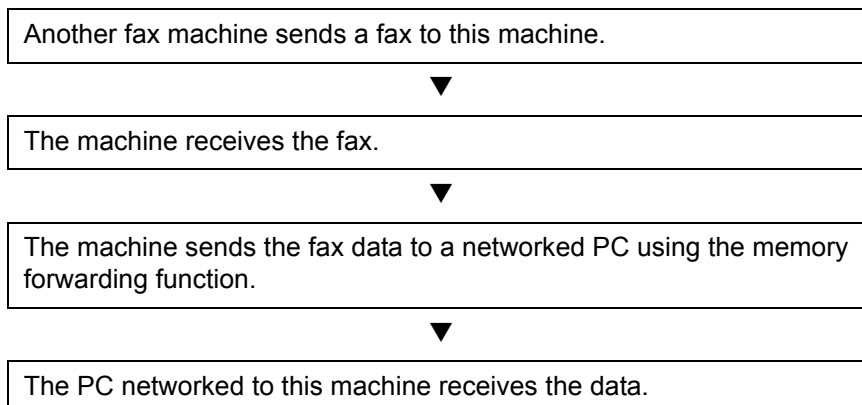 Another fax machine sends a fax to this machine.
The machine receives the fax.
The machine sends the fax data to a networked PC using the memory
forwarding function.
The PC networked to this machine receives the data.